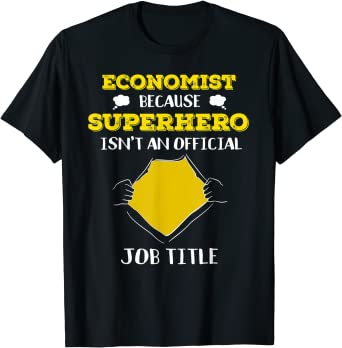 ECONOMIST
BECAUSE
SUPERHERO
ISN'T AN OFFICIAL
JOB TITLE